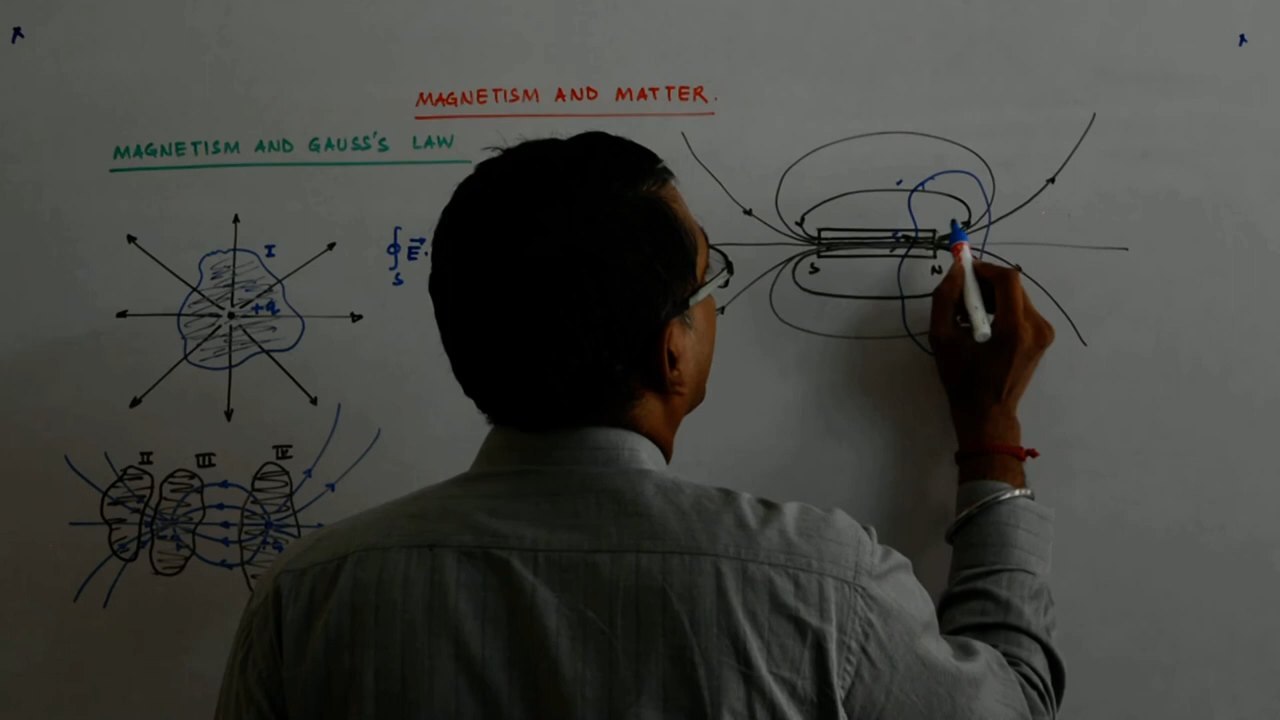 MAGNETISM AND MATTER.
MAGNETISM AND GAUSS'S LAW
I
+q
∮ E⃗.
S
S
N
II
III
IV